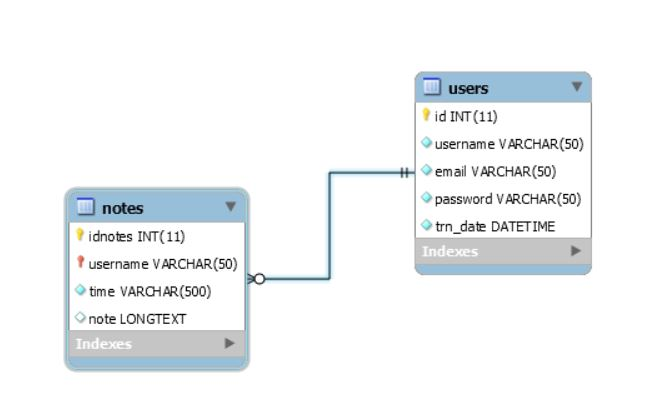 users
id INT(11)
username VARCHAR(50)
email VARCHAR(50)
password VARCHAR(50)
trn_date DATETIME
Indexes
notes
idnotes INT(11)
username VARCHAR(50)
time VARCHAR(500)
note LONGTEXT
Indexes